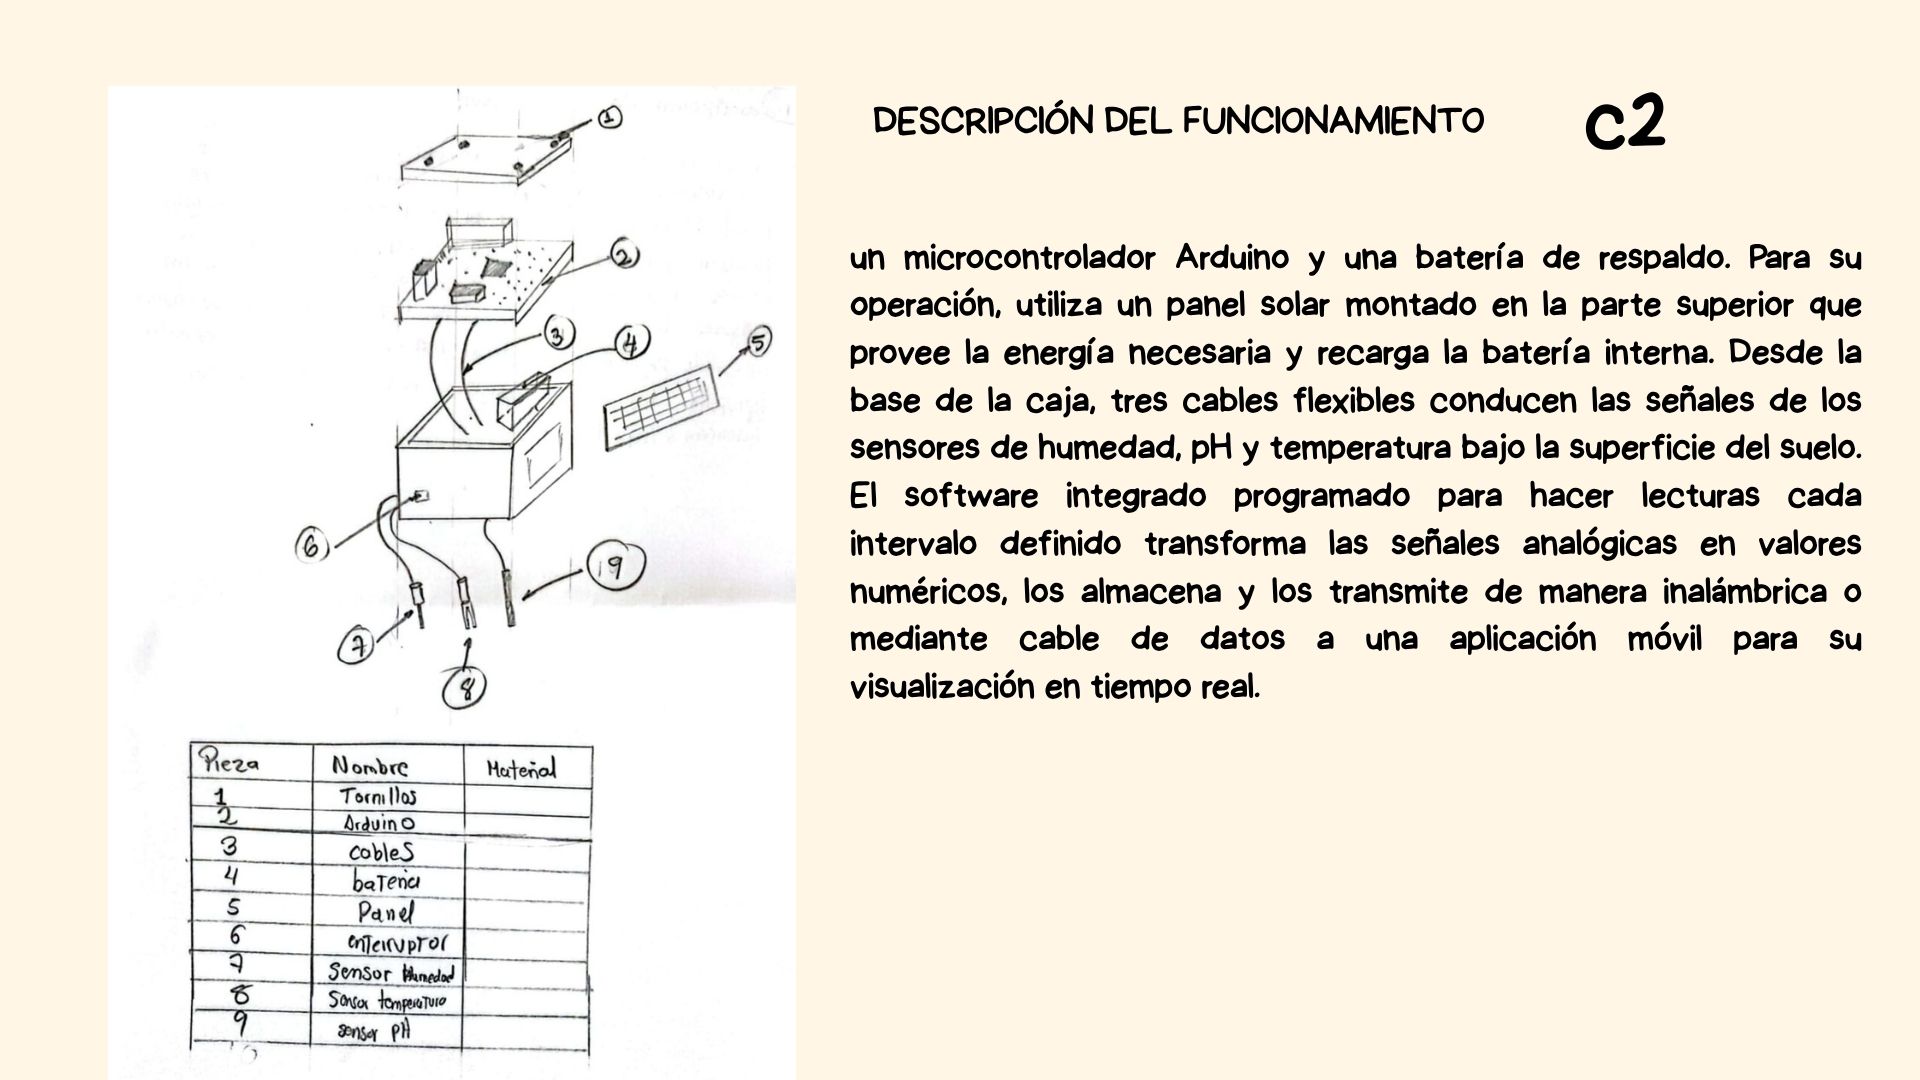 DESCRIPCIÓN DEL FUNCIONAMIENTO
c2
un microcontrolador Arduino y una batería de respaldo. Para su
operación, utiliza un panel solar montado en la parte superior que
provee la energía necesaria y recarga la batería interna. Desde la
base de la caja, tres cables flexibles conducen las señales de los
sensores de humedad, pH y temperatura bajo la superficie del suelo.
El software integrado programado para hacer lecturas cada
intervalo definido transforma las señales analógicas en valores
numéricos, los almacena y los transmite de manera inalámbrica o
mediante cable de datos a una aplicación móvil para su
visualización en tiempo real.
1
2
3
4
5
6
9
7
8
Pieza Nombre Material
1 Tornillos
2 Arduino
3 cables
4 bateria
5 Panel
6 enterruptor
7 Sensor Humedad
8 Sensor temperatura
9 sensor pH